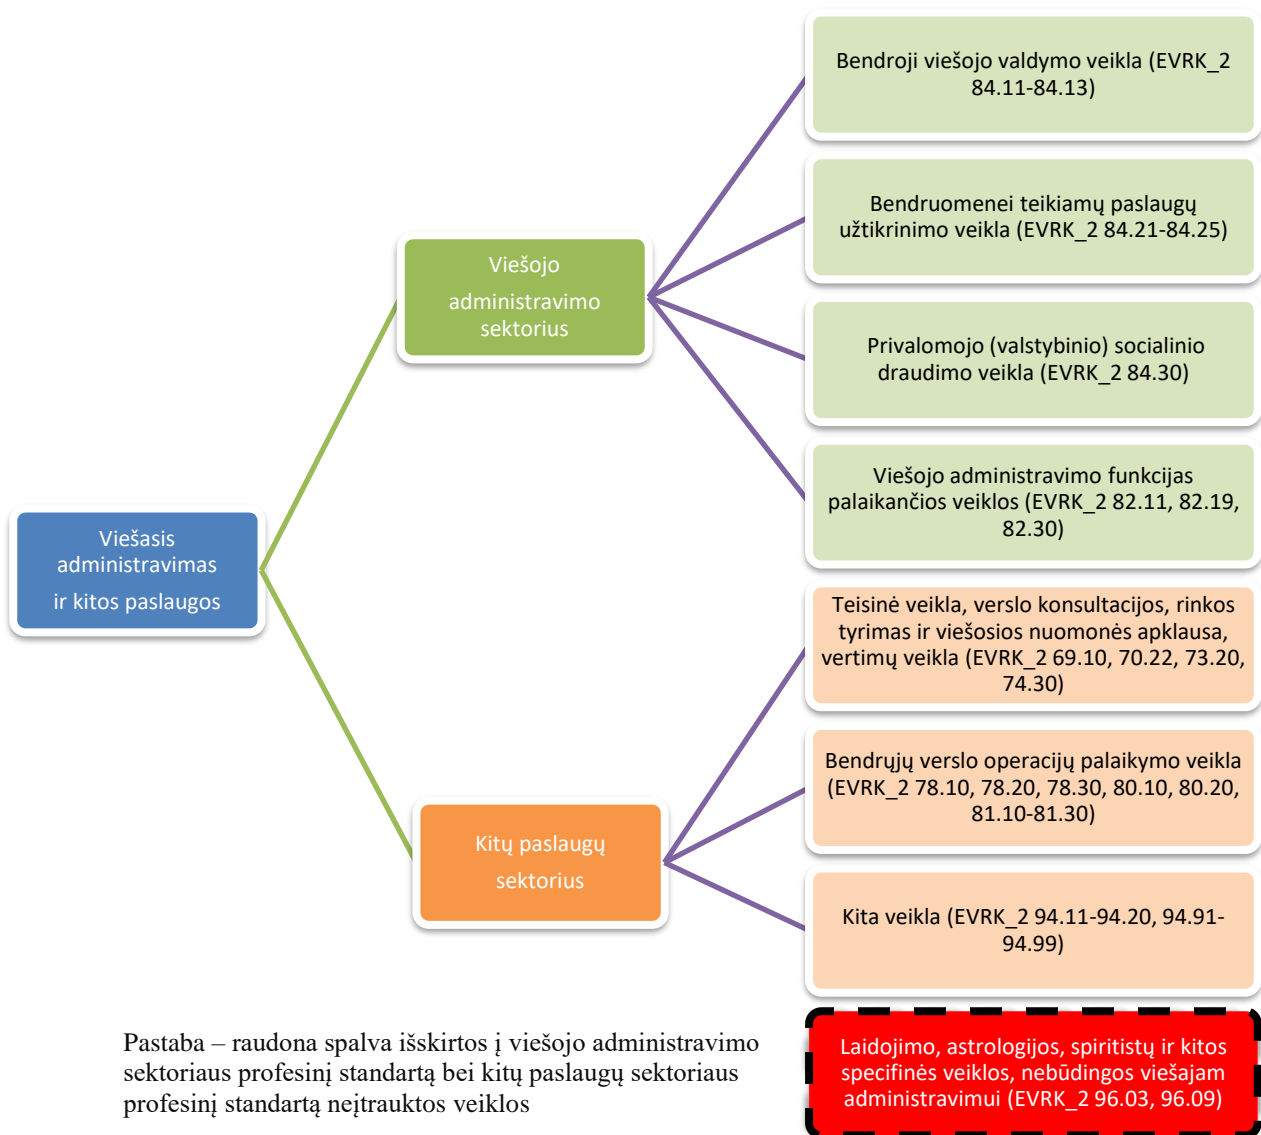 Viešasis
administravimas
ir kitos paslaugos
Viešojo
administravimo
sektorius
Bendroji viešojo valdymo veikla (EVRK_2
84.11-84.13)
Bendruomenei teikiamų paslaugų
užtikrinimo veikla (EVRK_2 84.21-84.25)
Privalomojo (valstybinio) socialinio
draudimo veikla (EVRK_2 84.30)
Viešojo administravimo funkcijas
palaikančios veiklos (EVRK_2 82.11, 82.19,
82.30)
Kitų paslaugų
sektorius
Teisinė veikla, verslo konsultacijos, rinkos
tyrimas ir viešosios nuomonės apklausa,
vertimų veikla (EVRK_2 69.10, 70.22, 73.20,
74.30)
Bendrųjų verslo operacijų palaikymo veikla
(EVRK_2 78.10, 78.20, 78.30, 80.10, 80.20,
81.10-81.30)
Kita veikla (EVRK_2 94.11-94.20, 94.91-
94.99)
Laidojimo, astrologijos, spiritistų ir kitos
specifinės veiklos, nebūdingos viešajam
administravimui (EVRK_2 96.03, 96.09)
Pastaba – raudona spalva išskirtos į viešojo administravimo
sektoriaus profesinį standartą bei kitų paslaugų sektoriaus
profesinį standartą neįtrauktos veiklos